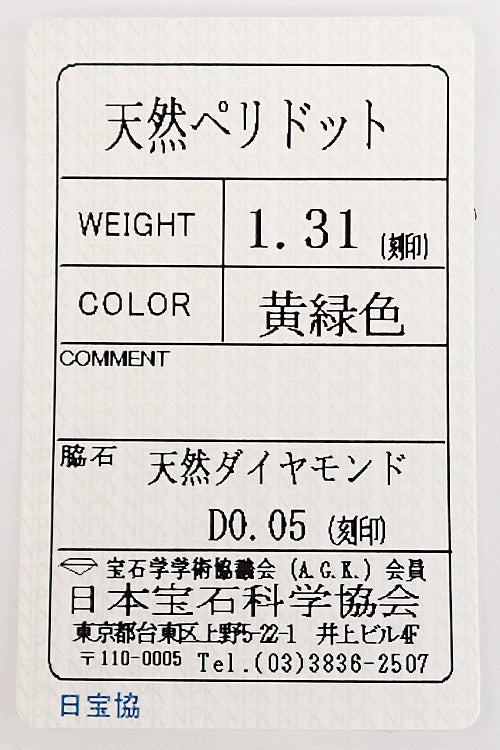 天然ペリドット
WEIGHT 1.31 (刻印)
COLOR 黄緑色
COMMENT
脇石 天然ダイヤモンド
D0.05 (刻印)
宝石学学術協議会 (A.G.K.) 会員
日本宝石科学協会
東京都台東区上野5-22-1 井上ビル4F
〒110-0005 Tel.(03)3836-2507
日宝協